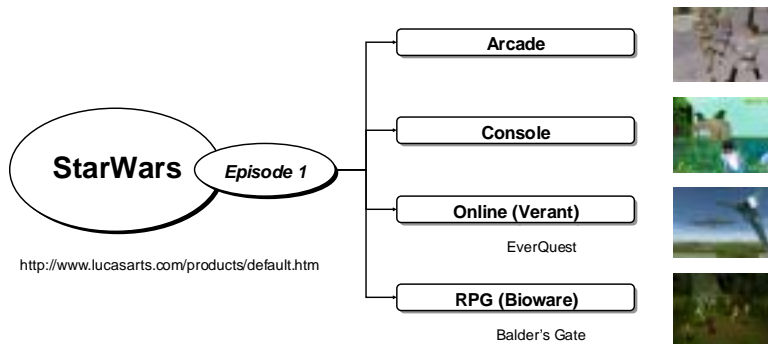 Arcade
Console
StarWars
Episode 1
Online (Verant)
EverQuest
http://www.lucasarts.com/products/default.htm
RPG (Bioware)
Balder's Gate